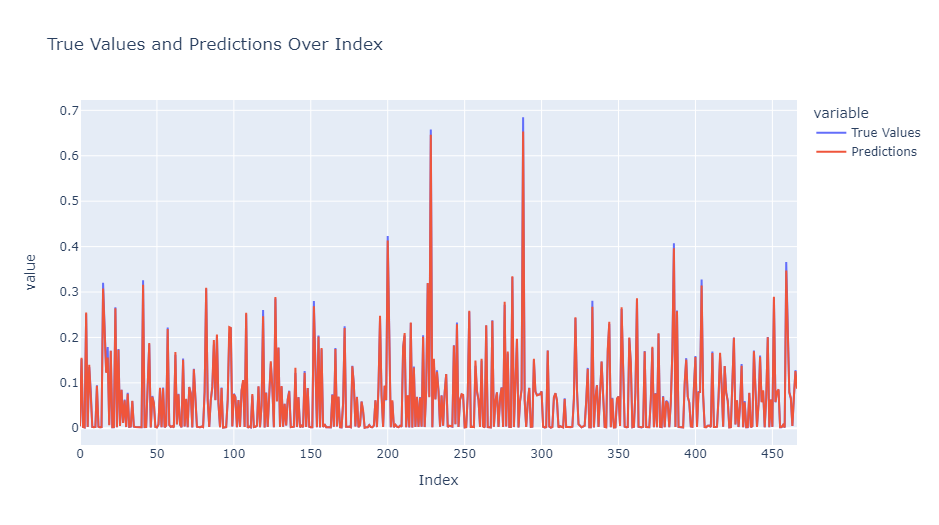 True Values and Predictions Over Index
variable
True Values
Predictions
value
0.7
0.6
0.5
0.4
0.3
0.2
0.1
0
0 50 100 150 200 250 300 350 400 450
Index